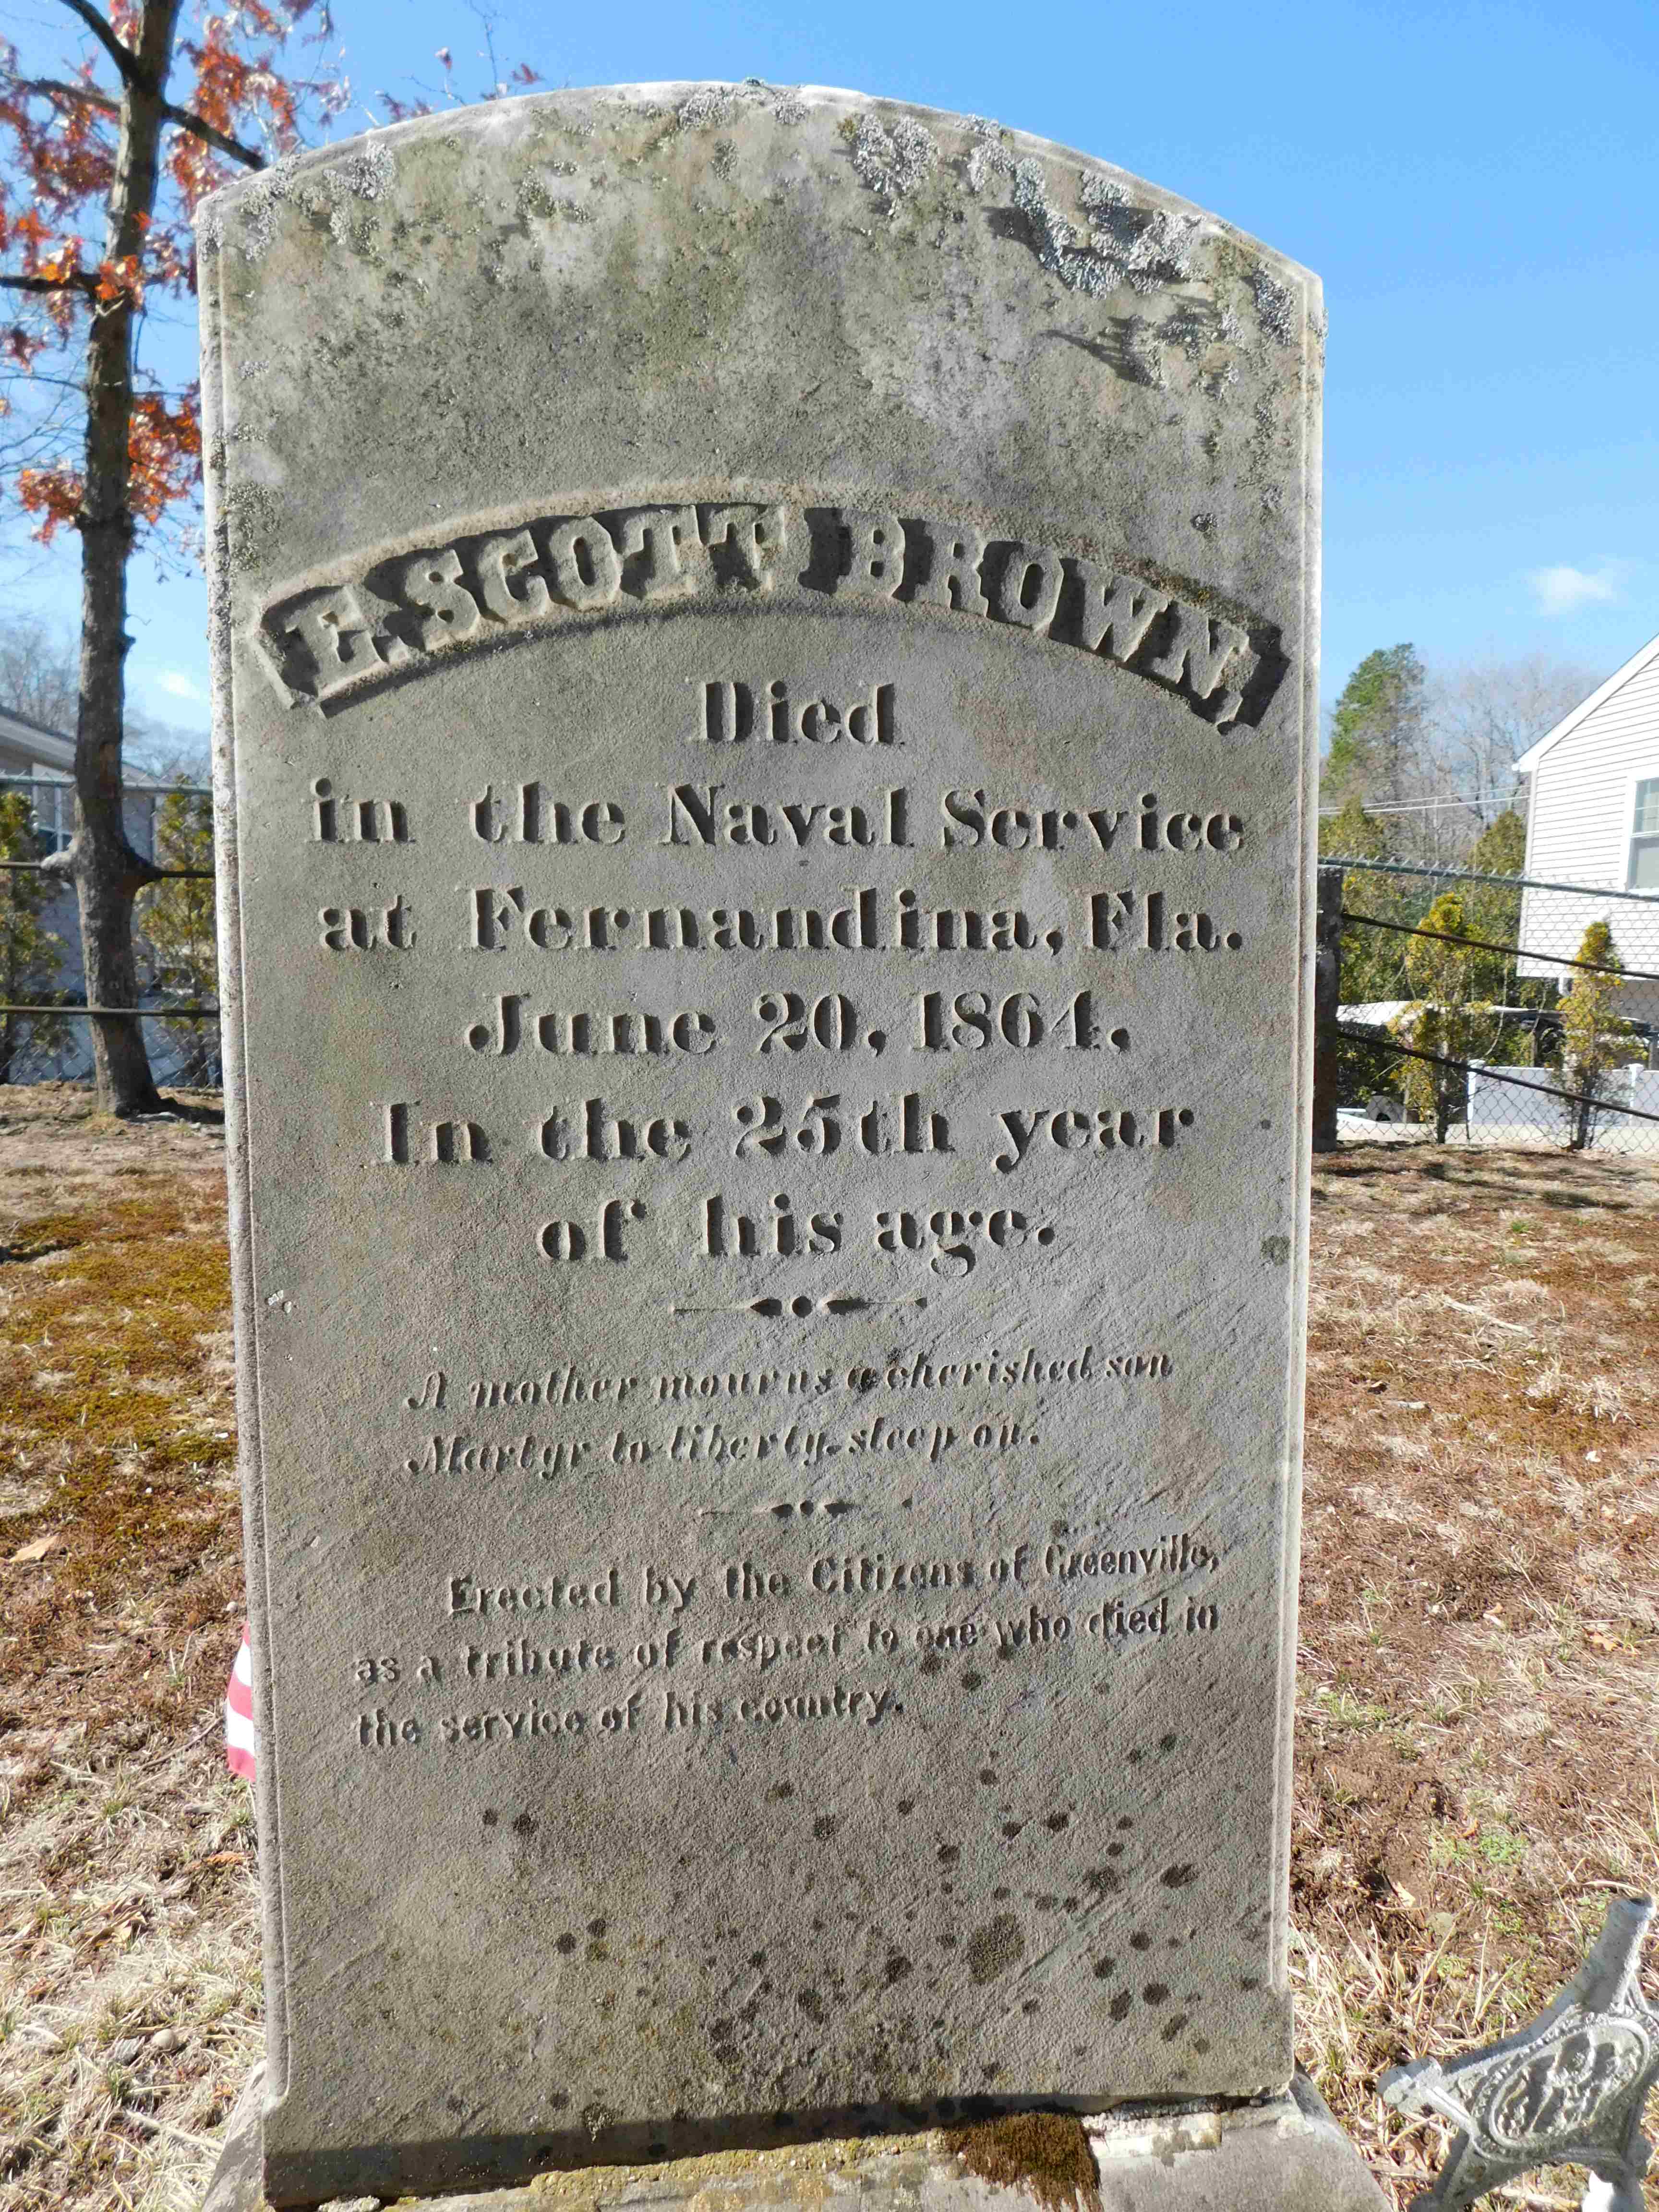 E. SCOTT BROWN,
Died
in the Naval Service
at Fernandina, Fla.
June 20, 1864.
In the 25th year
of his age.
A mother mourns a cherished son
Martyr to liberty, sleep on.
Erected by the Citizens of Greenville,
as a tribute of respect to one who died in
the service of his country.